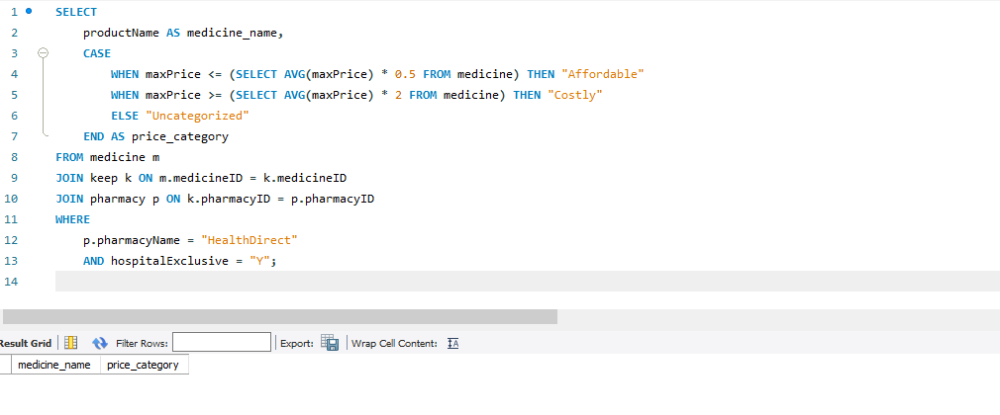 1 SELECT
2 productName AS medicine_name,
3 CASE
4 WHEN maxPrice <= (SELECT AVG(maxPrice) * 0.5 FROM medicine) THEN "Affordable"
5 WHEN maxPrice >= (SELECT AVG(maxPrice) * 2 FROM medicine) THEN "Costly"
6 ELSE "Uncategorized"
7 END AS price_category
8 FROM medicine m
9 JOIN keep k ON m.medicineID = k.medicineID
10 JOIN pharmacy p ON k.pharmacyID = p.pharmacyID
11 WHERE
12 p.pharmacyName = "HealthDirect"
13 AND hospitalExclusive = "Y";
14
Result Grid Filter Rows: Export: Wrap Cell Content: IA
medicine_name price_category